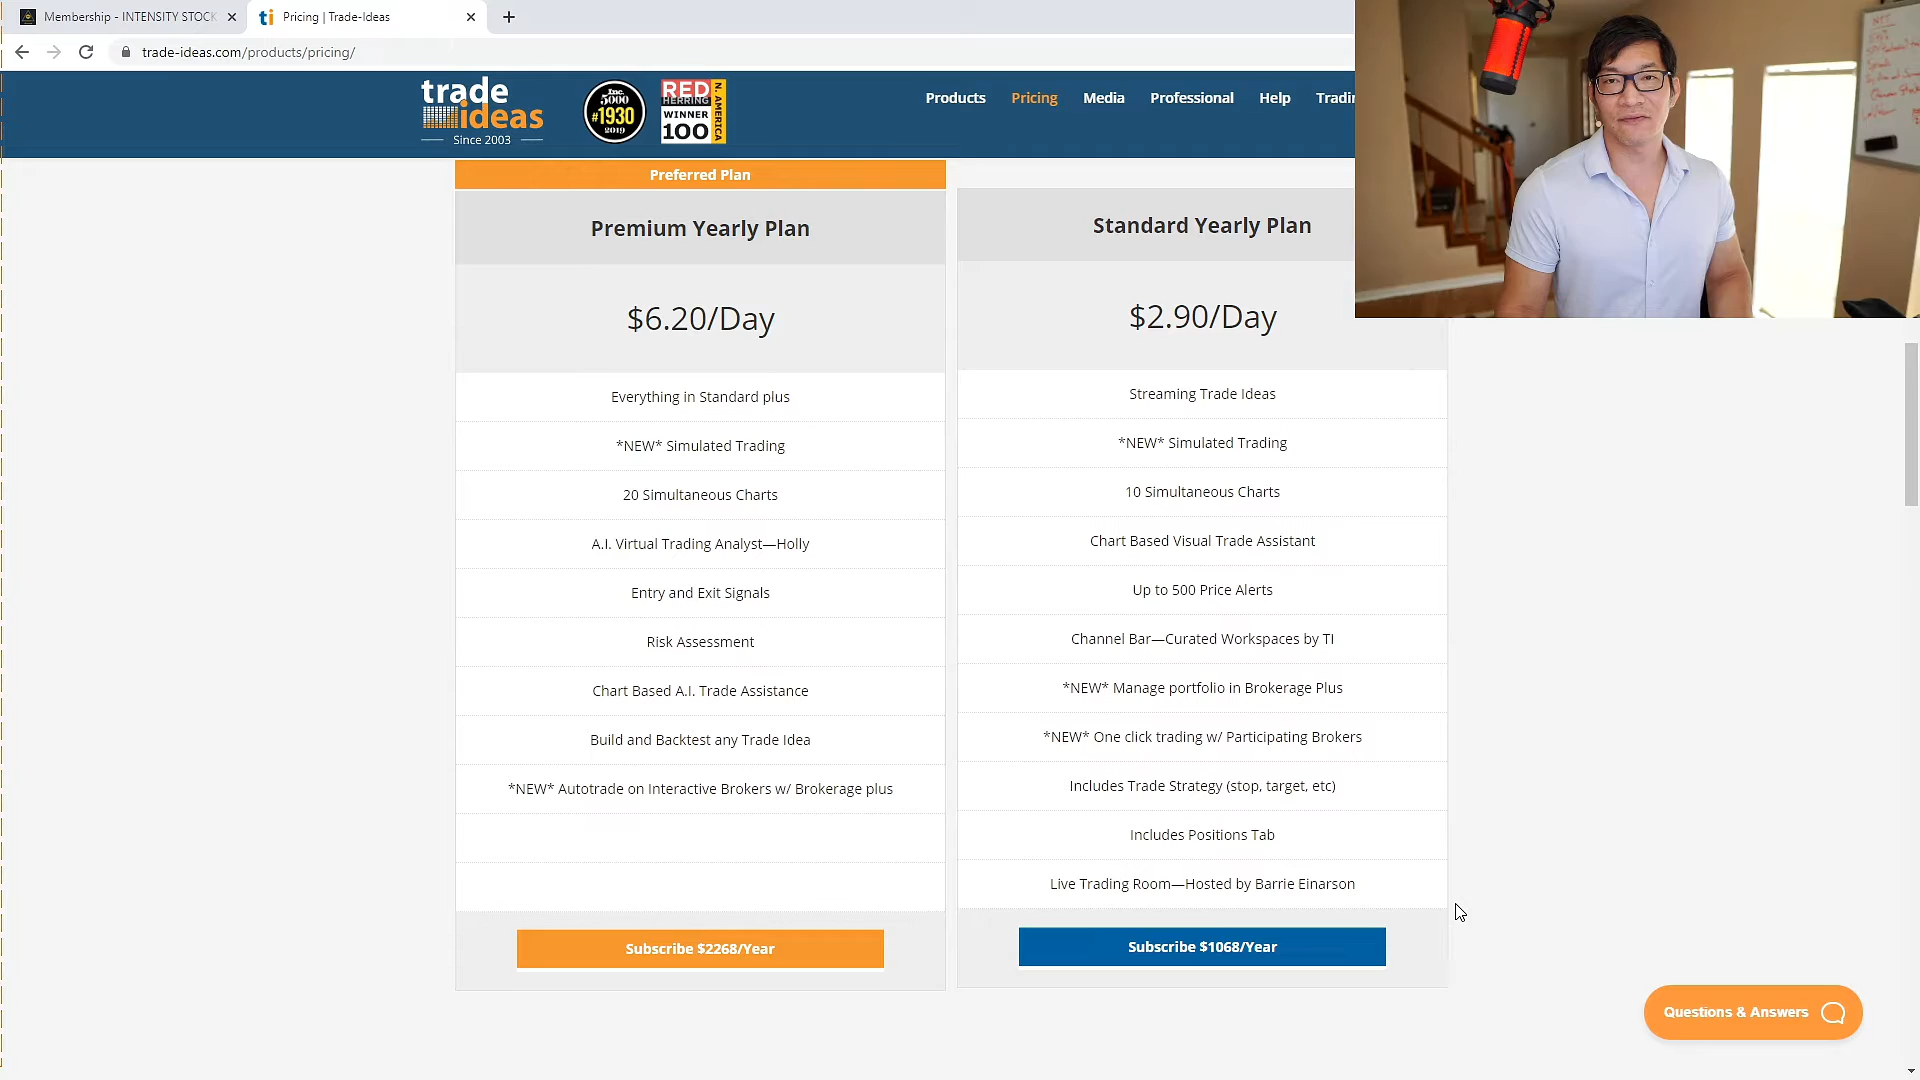 Membership - INTENSITY STOCK
ti Pricing | Trade-Ideas
trade-ideas.com/products/pricing/
trade
ideas
Since 2003
Inc.
5000
#1930
2019
RED
HERRING
WINNER
100
N. AMERICA
Products
Pricing
Media
Professional
Help
Tradin
Preferred Plan
Premium Yearly Plan
$6.20/Day
Everything in Standard plus
*NEW* Simulated Trading
20 Simultaneous Charts
A.I. Virtual Trading Analyst—Holly
Entry and Exit Signals
Risk Assessment
Chart Based A.I. Trade Assistance
Build and Backtest any Trade Idea
*NEW* Autotrade on Interactive Brokers w/ Brokerage plus
Subscribe $2268/Year
Standard Yearly Plan
$2.90/Day
Streaming Trade Ideas
*NEW* Simulated Trading
10 Simultaneous Charts
Chart Based Visual Trade Assistant
Up to 500 Price Alerts
Channel Bar—Curated Workspaces by TI
*NEW* Manage portfolio in Brokerage Plus
*NEW* One click trading w/ Participating Brokers
Includes Trade Strategy (stop, target, etc)
Includes Positions Tab
Live Trading Room—Hosted by Barrie Einarson
Subscribe $1068/Year
Questions & Answers